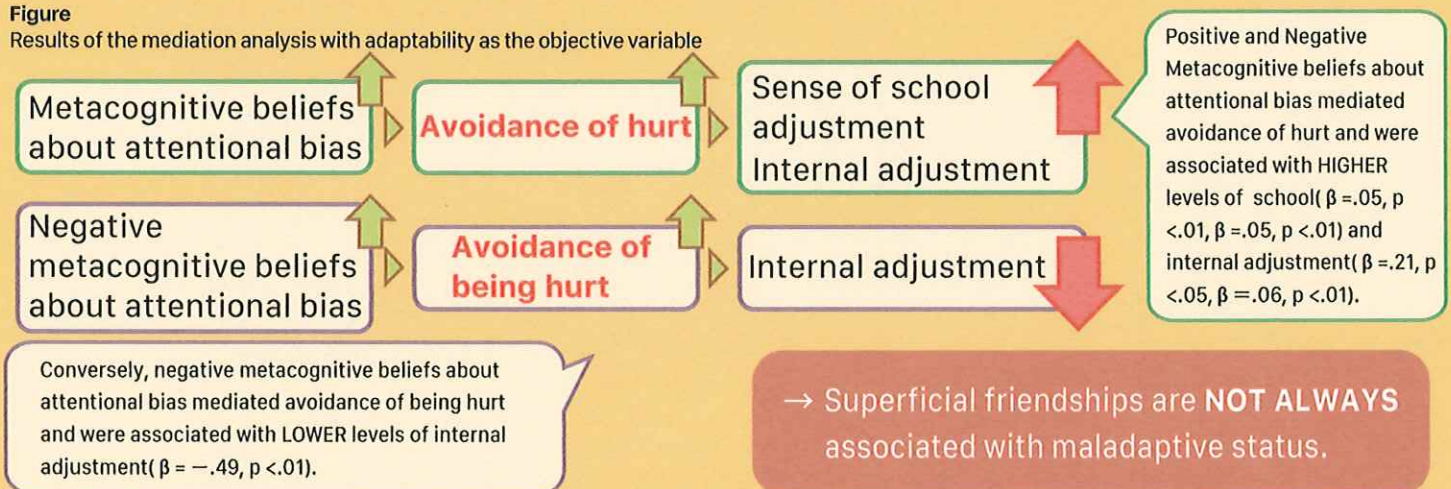 Figure
Results of the mediation analysis with adaptability as the objective variable
Metacognitive beliefs
about attentional bias
Avoidance of hurt
Sense of school
adjustment
Internal adjustment
Positive and Negative
Metacognitive beliefs about
attentional bias mediated
avoidance of hurt and were
associated with HIGHER
levels of school( β =.05, p
<.01, β =.05, p <.01) and
internal adjustment( β =.21, p
<.05, β =.06, p <.01).
Negative
metacognitive beliefs
about attentional bias
Avoidance of
being hurt
Internal adjustment
Conversely, negative metacognitive beliefs about
attentional bias mediated avoidance of being hurt
and were associated with LOWER levels of internal
adjustment( β = −.49, p <.01).
→ Superficial friendships are NOT ALWAYS
associated with maladaptive status.